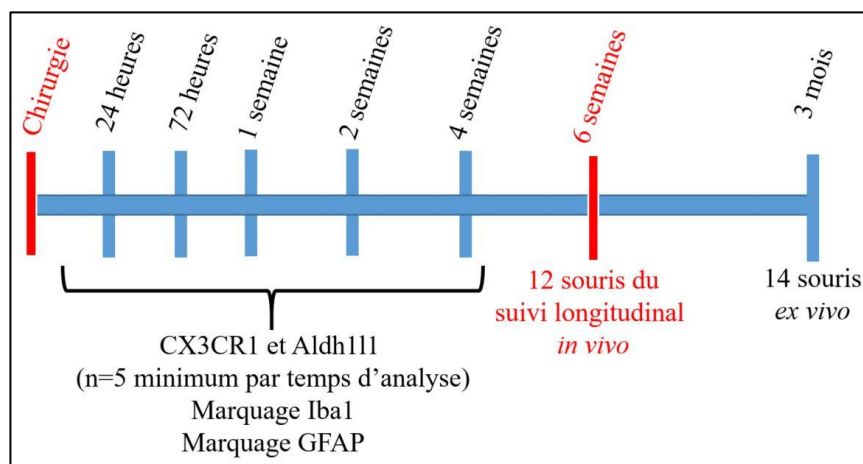 Chirurgie
24 heures
72 heures
1 semaine
2 semaines
4 semaines
6 semaines
3 mois
CX3CR1 et Aldh1l1
(n=5 minimum par temps d’analyse)
Marquage Iba1
Marquage GFAP
12 souris du
suivi longitudinal
in vivo
14 souris
ex vivo